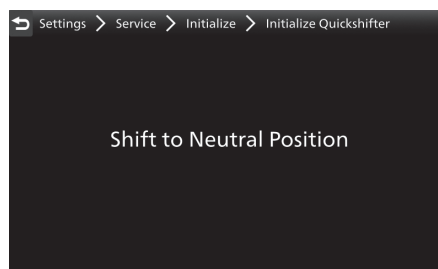 Settings > Service > Initialize > Initialize Quickshifter
Shift to Neutral Position